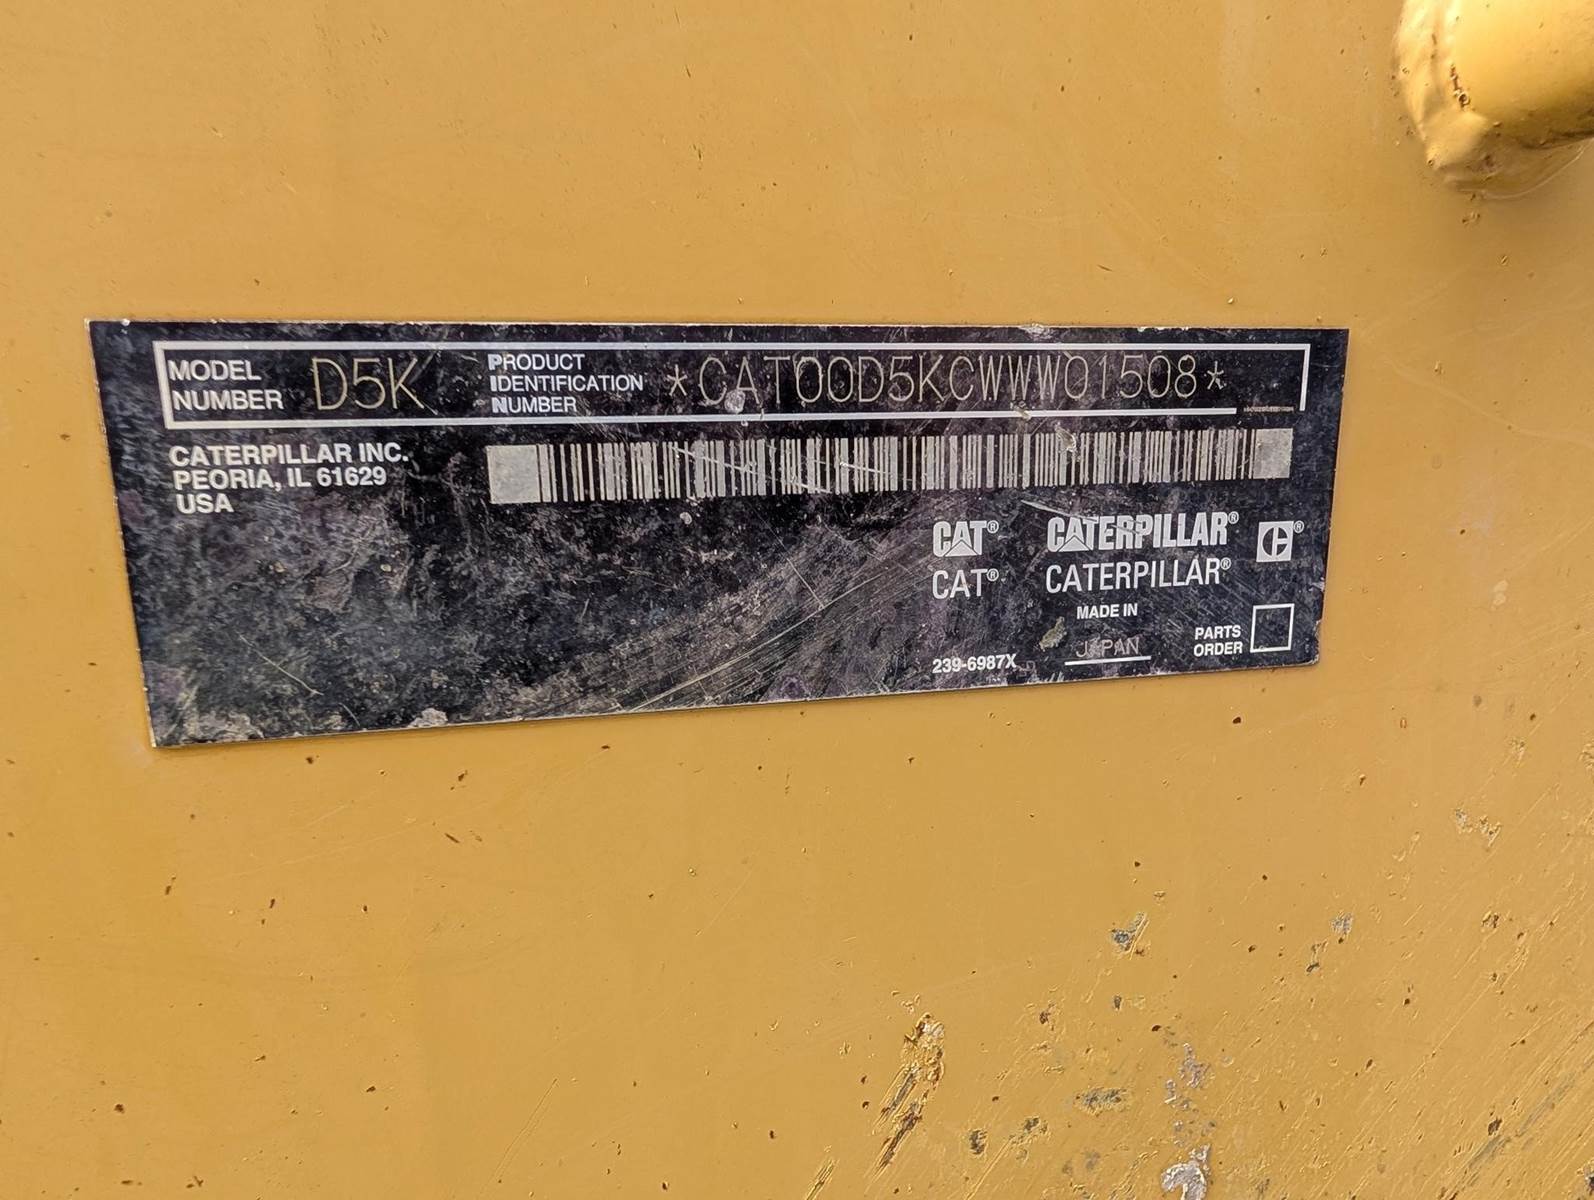 MODEL NUMBER D5K
PRODUCT IDENTIFICATION NUMBER *CAT00D5KCWWW01508*
CATERPILLAR INC.
PEORIA, IL 61629
USA
CAT® CATERPILLAR® ®
CAT® CATERPILLAR®
MADE IN
JAPAN
239-6987X
PARTS
ORDER